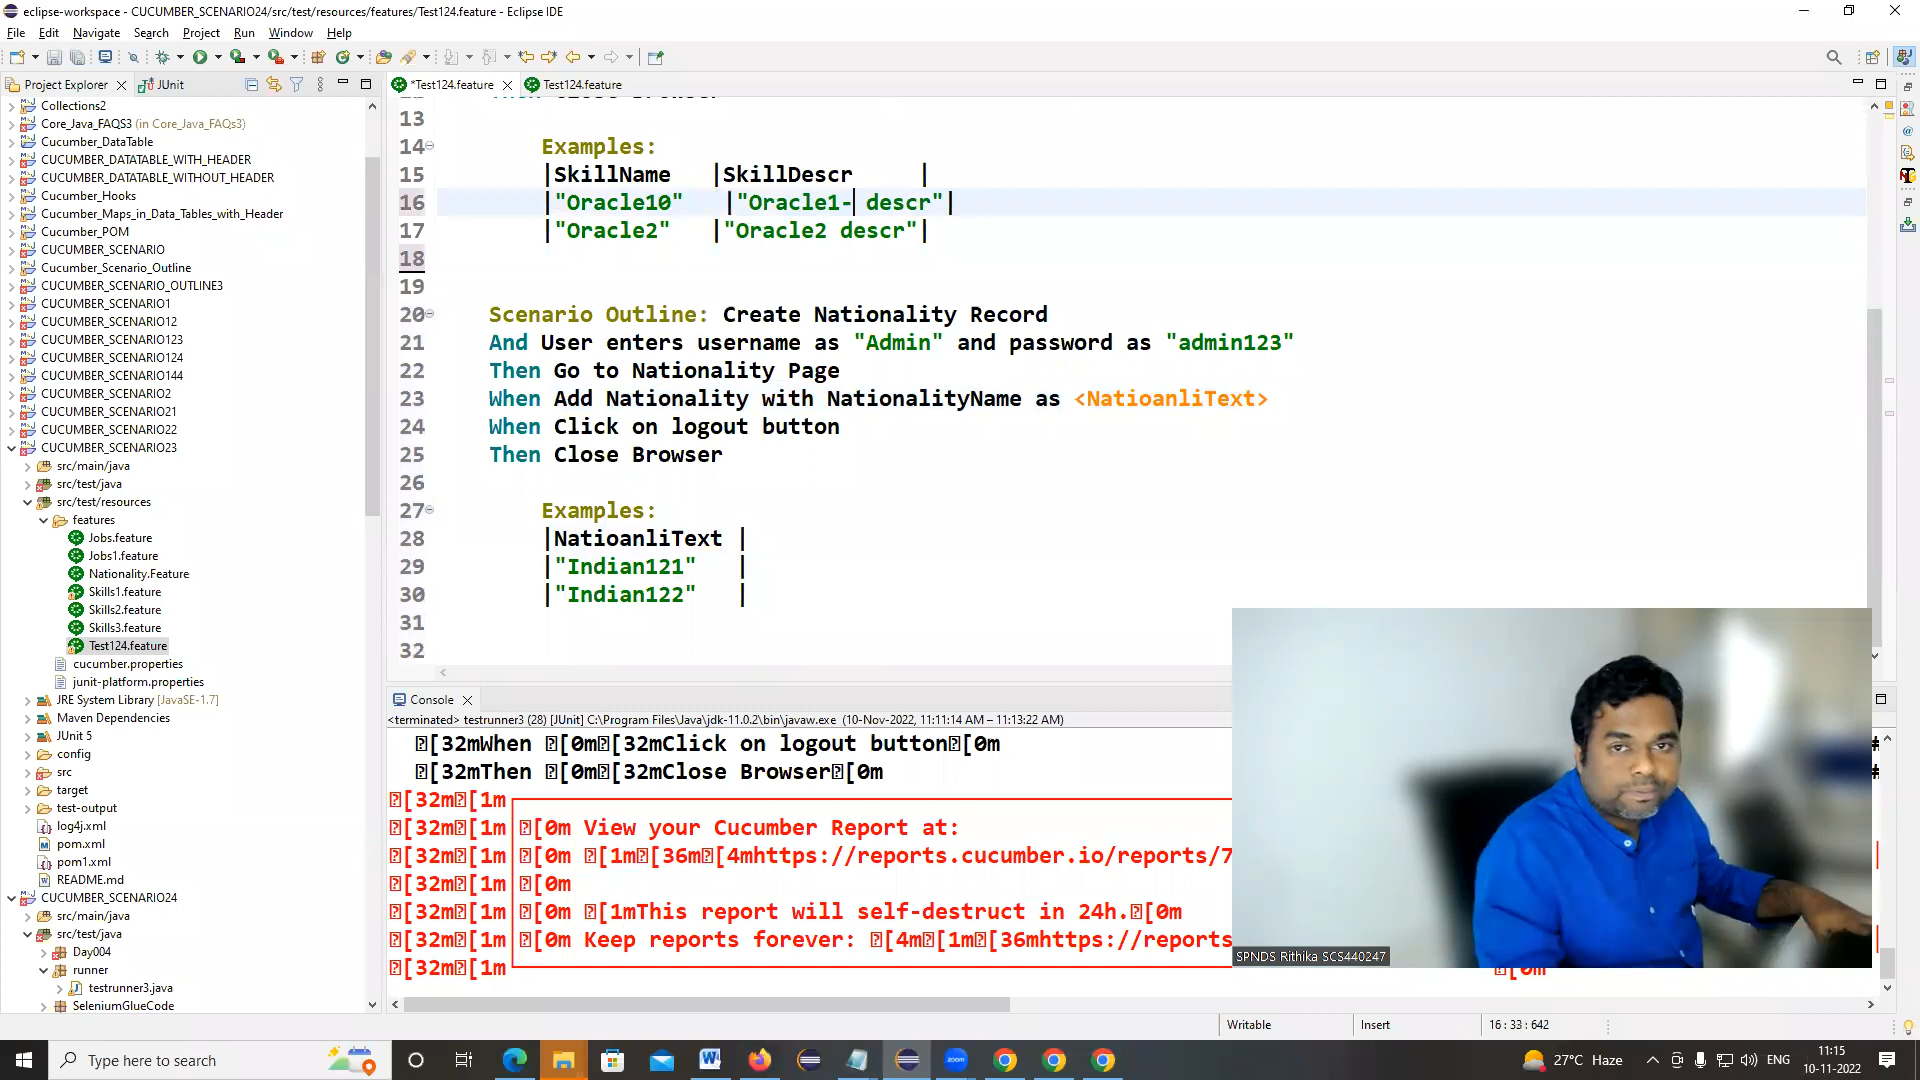 eclipse-workspace - CUCUMBER_SCENARIO24/src/test/resources/features/Test124.feature - Eclipse IDE
File Edit Navigate Search Project Run Window Help
Project Explorer JUnit
*Test124.feature Test124.feature
Collections2
Core_Java_FAQS3 (in Core_Java_FAQs3)
Cucumber_DataTable
CUCUMBER_DATATABLE_WITH_HEADER
CUCUMBER_DATATABLE_WITHOUT_HEADER
Cucumber_Hooks
Cucumber_Maps_in_Data_Tables_with_Header
Cucumber_POM
CUCUMBER_SCENARIO
Cucumber_Scenario_Outline
CUCUMBER_SCENARIO_OUTLINE3
CUCUMBER_SCENARIO1
CUCUMBER_SCENARIO12
CUCUMBER_SCENARIO123
CUCUMBER_SCENARIO124
CUCUMBER_SCENARIO144
CUCUMBER_SCENARIO2
CUCUMBER_SCENARIO21
CUCUMBER_SCENARIO22
CUCUMBER_SCENARIO23
src/main/java
src/test/java
src/test/resources
features
Jobs.feature
Jobs1.feature
Nationality.Feature
Skills1.feature
Skills2.feature
Skills3.feature
Test124.feature
cucumber.properties
junit-platform.properties
JRE System Library [JavaSE-1.7]
Maven Dependencies
JUnit 5
config
src
target
test-output
log4j.xml
pom.xml
pom1.xml
README.md
CUCUMBER_SCENARIO24
src/main/java
src/test/java
Day004
runner
testrunner3.java
SeleniumGlueCode
13
14 Examples:
15 |SkillName |SkillDescr |
16 |"Oracle10" |"Oracle1- descr"|
17 |"Oracle2" |"Oracle2 descr"|
18
19
20 Scenario Outline: Create Nationality Record
21 And User enters username as "Admin" and password as "admin123"
22 Then Go to Nationality Page
23 When Add Nationality with NationalityName as <NatioanliText>
24 When Click on logout button
25 Then Close Browser
26
27 Examples:
28 |NatioanliText |
29 |"Indian121" |
30 |"Indian122" |
31
32
Console
<terminated> testrunner3 (28) [JUnit] C:\Program Files\Java\jdk-11.0.2\bin\javaw.exe (10-Nov-2022, 11:11:14 AM – 11:13:22 AM)
[32mWhen [0m[32mClick on logout button[0m #
[32mThen [0m[32mClose Browser[0m #
[32m[1m
[32m[1m [0m View your Cucumber Report at:
[32m[1m [0m [1m[36m[4mhttps://reports.cucumber.io/reports/7
[32m[1m [0m
[32m[1m [0m [1mThis report will self-destruct in 24h.[0m
[32m[1m [0m Keep reports forever: [4m[1m[36mhttps://reports
[32m[1m [0m
SPNDS Rithika SCS440247
Writable Insert 16 : 33 : 642
Type here to search
27°C Haze ENG 11:15
10-11-2022